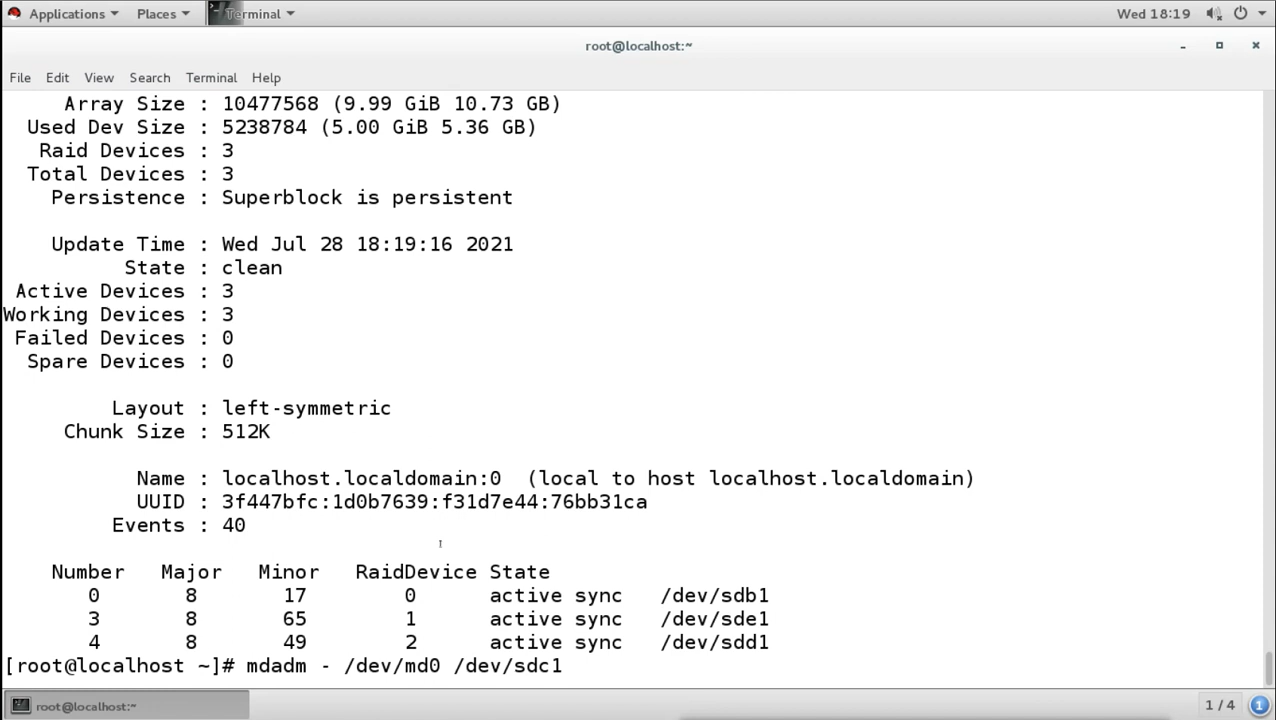 Applications Places Terminal Wed 18:19
root@localhost:~
File Edit View Search Terminal Help
Array Size : 10477568 (9.99 GiB 10.73 GB)
Used Dev Size : 5238784 (5.00 GiB 5.36 GB)
Raid Devices : 3
Total Devices : 3
Persistence : Superblock is persistent
Update Time : Wed Jul 28 18:19:16 2021
State : clean
Active Devices : 3
Working Devices : 3
Failed Devices : 0
Spare Devices : 0
Layout : left-symmetric
Chunk Size : 512K
Name : localhost.localdomain:0 (local to host localhost.localdomain)
UUID : 3f447bfc:1d0b7639:f31d7e44:76bb31ca
Events : 40
Number Major Minor RaidDevice State
0 8 17 0 active sync /dev/sdb1
3 8 65 1 active sync /dev/sde1
4 8 49 2 active sync /dev/sdd1
[root@localhost ~]# mdadm - /dev/md0 /dev/sdc1
root@localhost:~ 1 / 4 1